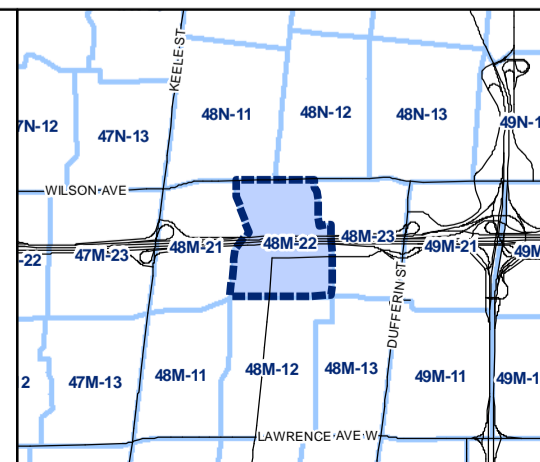 KEELE ST
48N-11
48N-12
48N-13
7N-12
47N-13
49N-1
WILSON AVE
48M-23
48M-21
48M-22
49M-21
47M-23
-22
49M
DUFFERIN ST
2
47M-13
48M-11
48M-12
48M-13
49M-11
49M-1
LAWRENCE AVE W